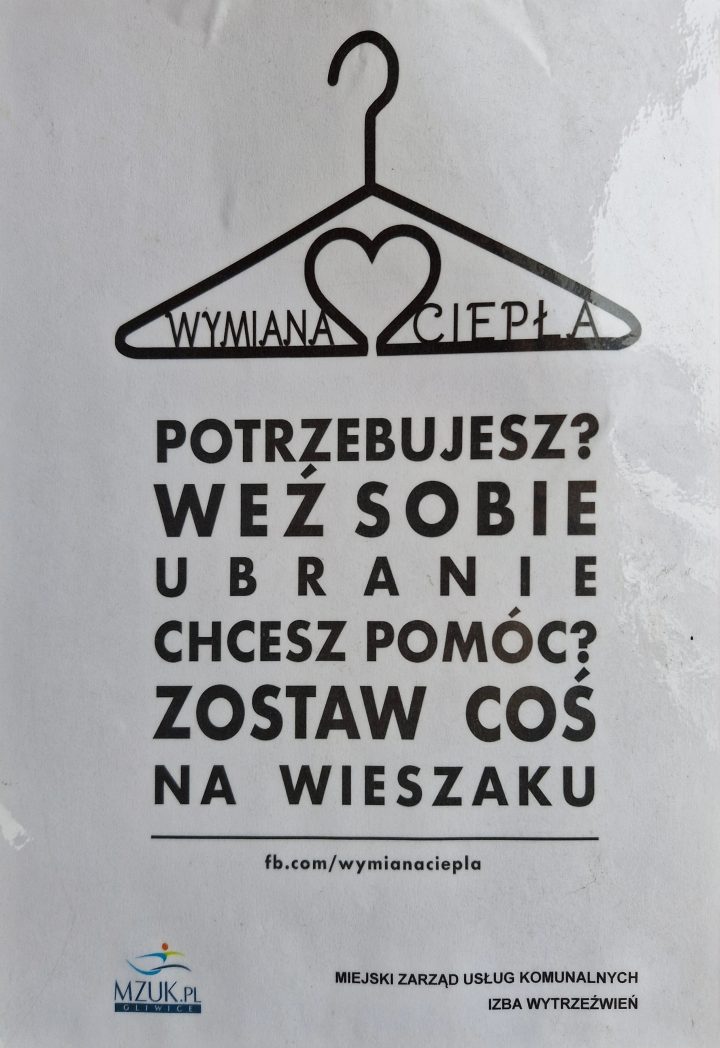 WYMIANA CIEPŁA
POTRZEBUJESZ?
WEŹ SOBIE
UBRANIE
CHCESZ POMÓC?
ZOSTAW COŚ
NA WIESZAKU
fb.com/wymianaciepla
MZUK.PL
GLIWICE
MIEJSKI ZARZĄD USŁUG KOMUNALNYCH
IZBA WYTRZEŹWIEŃ